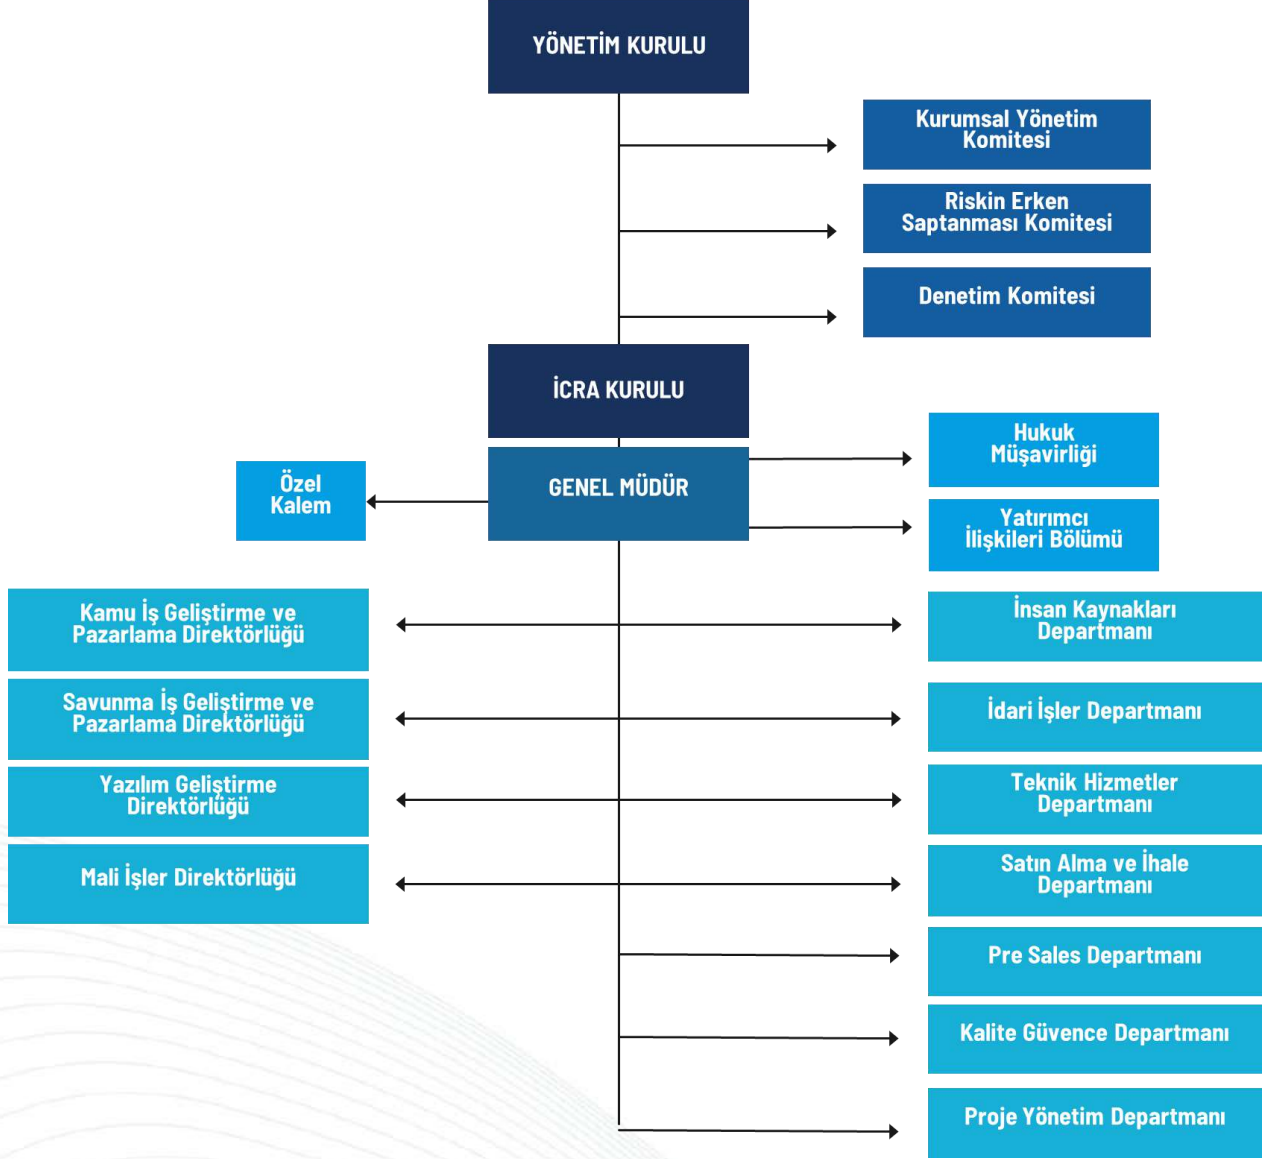 YÖNETİM KURULU
Kurumsal Yönetim
Komitesi
Riskin Erken
Saptanması Komitesi
Denetim Komitesi
İCRA KURULU
GENEL MÜDÜR
Hukuk
Müşavirliği
Özel
Kalem
Yatırımcı
İlişkileri Bölümü
Kamu İş Geliştirme ve
Pazarlama Direktörlüğü
İnsan Kaynakları
Departmanı
Savunma İş Geliştirme ve
Pazarlama Direktörlüğü
İdari İşler Departmanı
Yazılım Geliştirme
Direktörlüğü
Teknik Hizmetler
Departmanı
Mali İşler Direktörlüğü
Satın Alma ve İhale
Departmanı
Pre Sales Departmanı
Kalite Güvence Departmanı
Proje Yönetim Departmanı